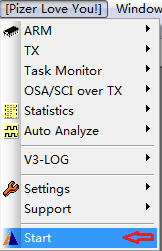 [Pizer Love You!] Window
ARM
TX
Task Monitor
OSA/SCI over TX
Statistics
Auto Analyze
V3-LOG
Settings
Support
Start